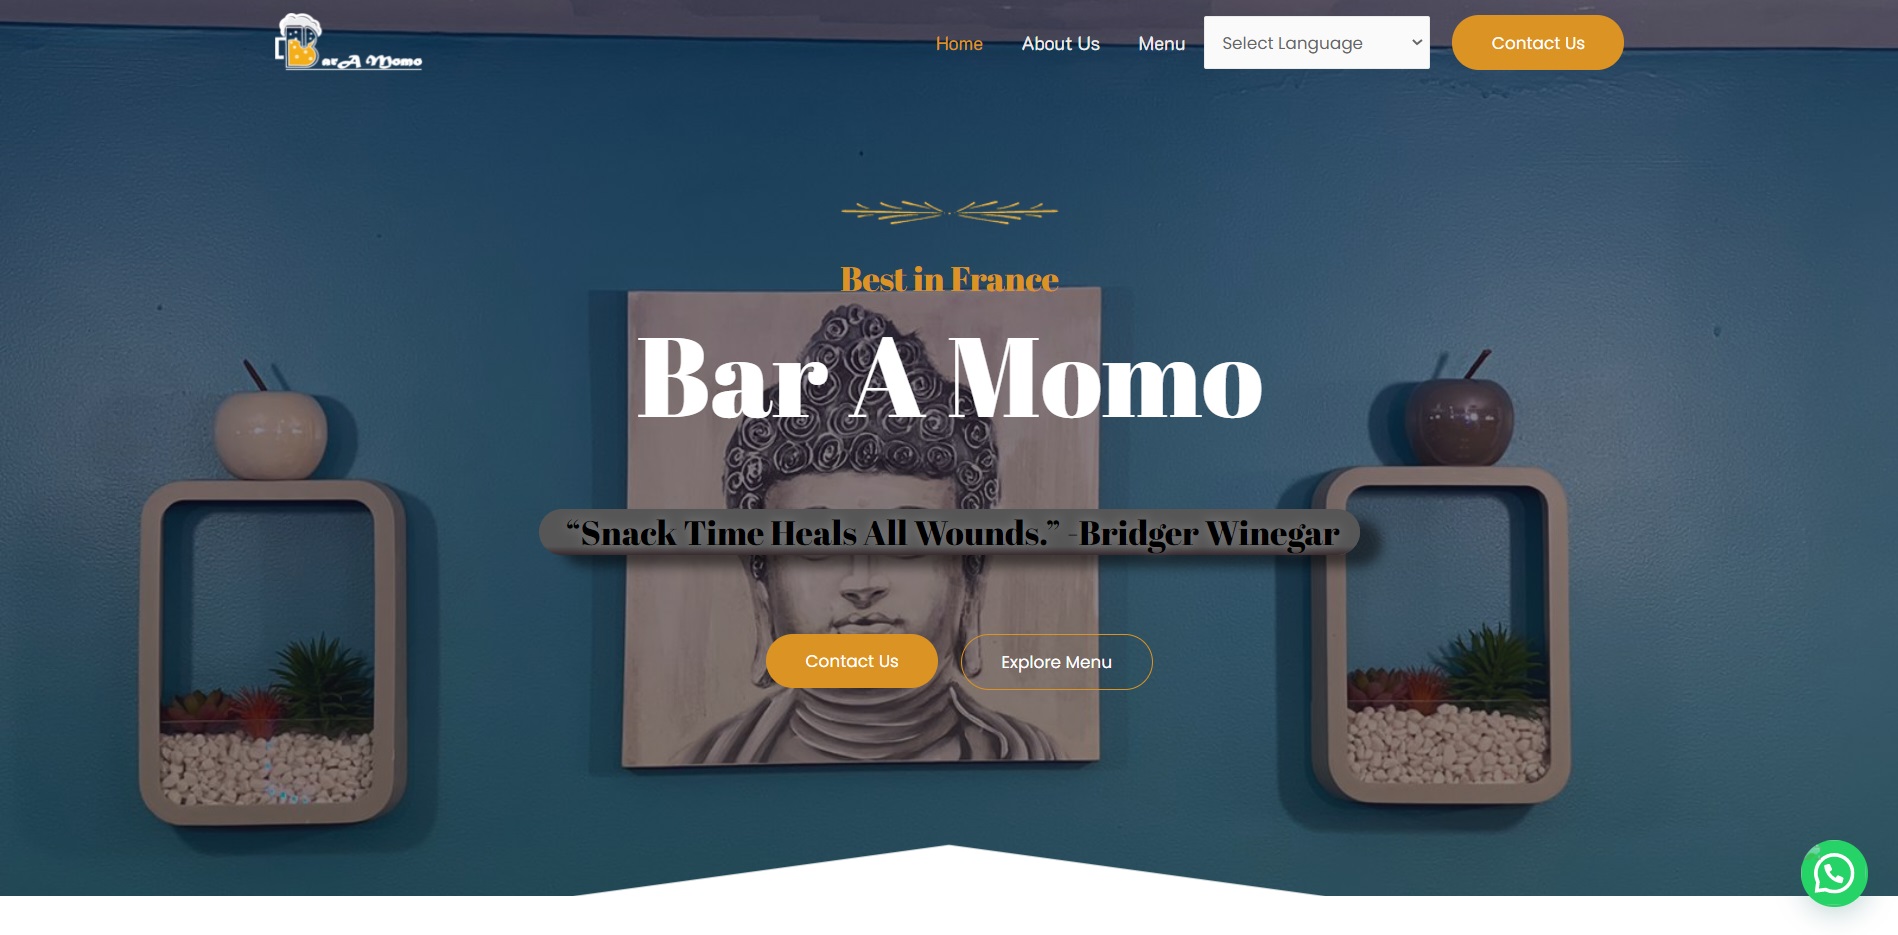 Bar A Momo
Home
About Us
Menu
Select Language
Contact Us
Best in France
Bar A Momo
“Snack Time Heals All Wounds.” -Bridger Winegar
Contact Us
Explore Menu